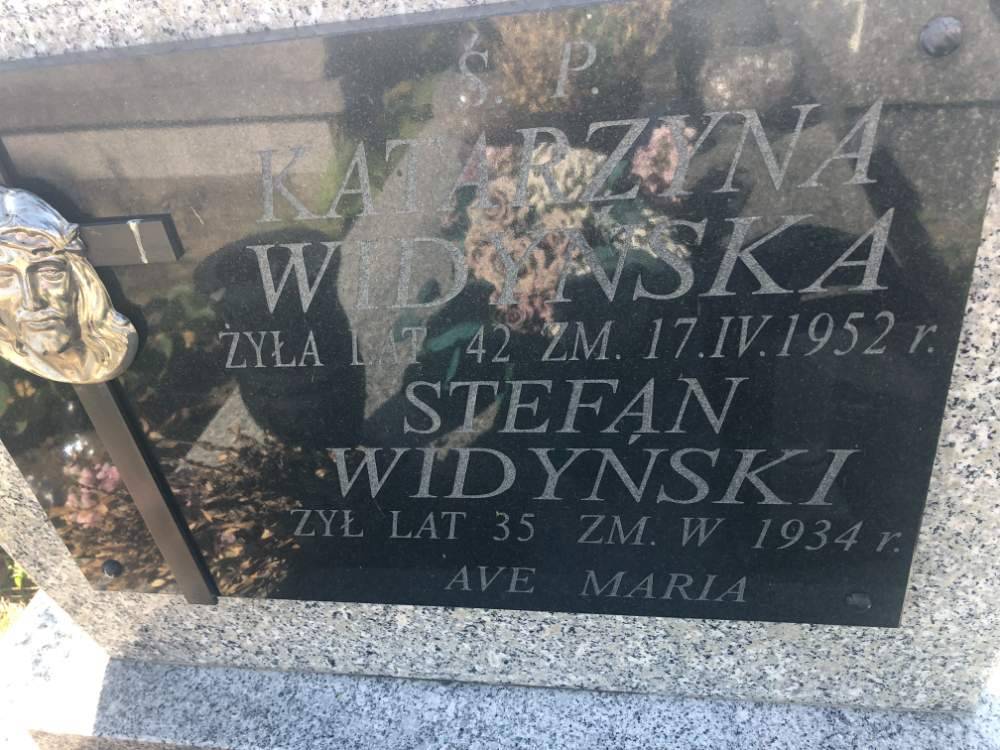 Ś. P.
KATARZYNA
WIDYŃSKA
ŻYŁA LAT 42 ZM. 17.IV.1952 r.
STEFAN
WIDYŃSKI
ŻYŁ LAT 35 ZM. W 1934 r.
AVE MARIA